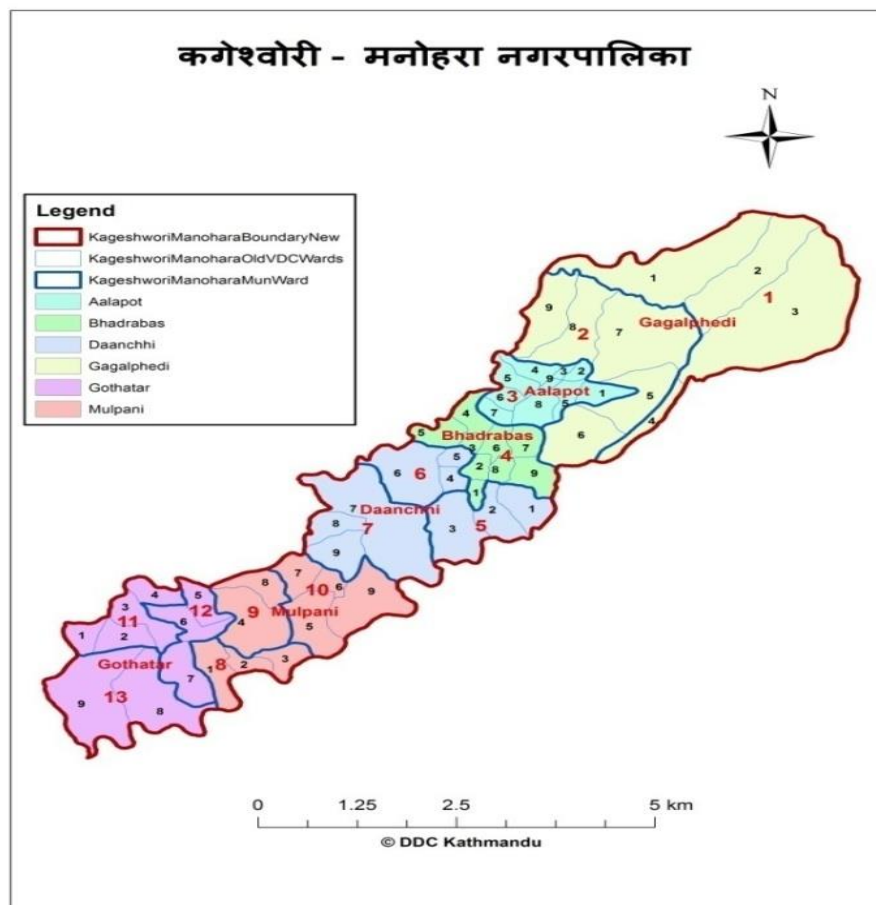 कगेश्वोरी - मनोहरा नगरपालिका
N
Legend
KageshworiManoharaBoundaryNew
KageshworiManoharaOldVDCWards
KageshworiManoharaMunWard
Aalapot
Bhadrabas
Daanchhi
Gagalphedi
Gothatar
Mulpani
1 2
1
3
9
8 2 7 Gagalphedi
5 4 3 2
9
6 3 Aalapot 1
7 8 5 5
4
4
6
5 Bhadrabas
3 6 7
4
2 8 9
1
6 6 5
4
7 Daanchhi
8 7
9
3 5 2 1
7
8 10 6 9
9 Mulpani
4 5
3 4 5
11 12
1 2 6
Gothatar
1 8 2 3
7
13
9 8
0 1.25 2.5 5 km
© DDC Kathmandu